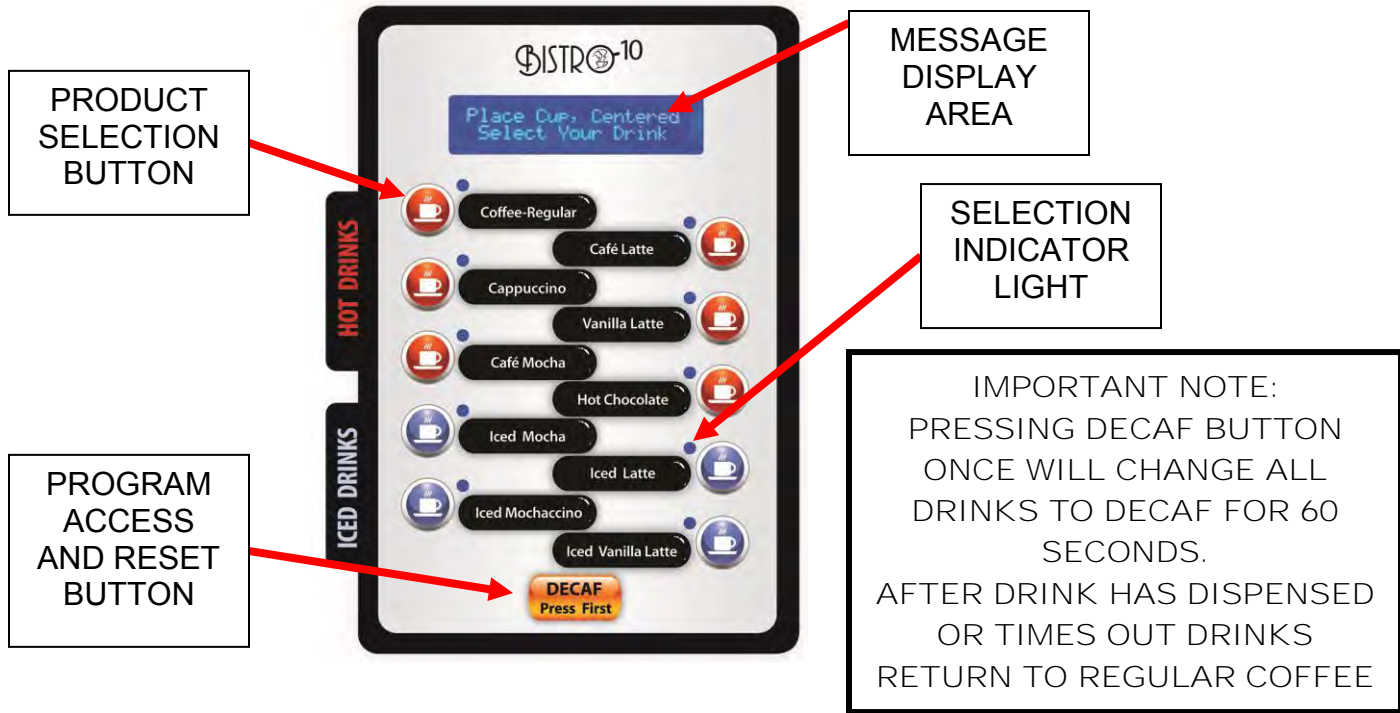 PRODUCT
SELECTION
BUTTON
BISTRO-10
Place Cup, Centered
Select Your Drink
MESSAGE
DISPLAY
AREA
HOT DRINKS
Coffee-Regular
Café Latte
Cappuccino
Vanilla Latte
Café Mocha
Hot Chocolate
ICED DRINKS
Iced Mocha
Iced Latte
Iced Mochaccino
Iced Vanilla Latte
DECAF
Press First
SELECTION
INDICATOR
LIGHT
PROGRAM
ACCESS
AND RESET
BUTTON
IMPORTANT NOTE:
PRESSING DECAF BUTTON
ONCE WILL CHANGE ALL
DRINKS TO DECAF FOR 60
SECONDS.
AFTER DRINK HAS DISPENSED
OR TIMES OUT DRINKS
RETURN TO REGULAR COFFEE